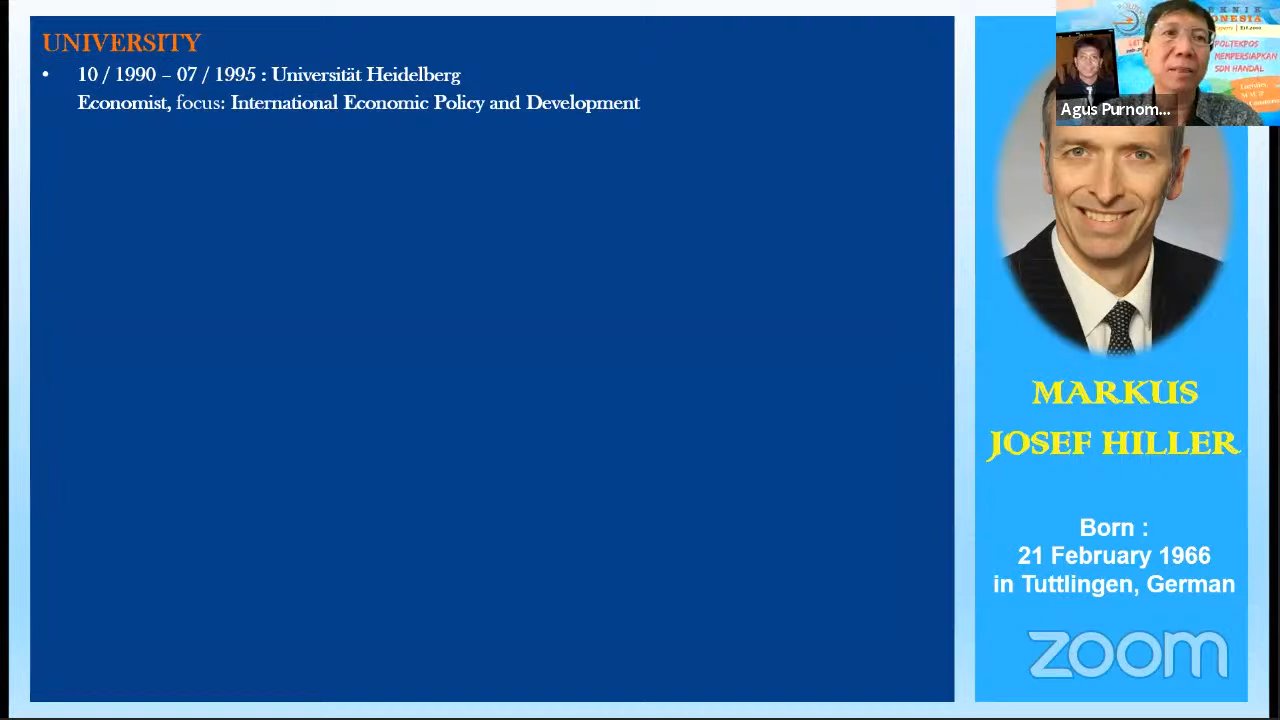 UNIVERSITY
• 10 / 1990 – 07 / 1995 : Universität Heidelberg
Economist, focus: International Economic Policy and Development
POLTEKPOS
MEMPERSIAPKAN
SDM HANDAL
Agus Purnom...
MARKUS
JOSEF HILLER
Born :
21 February 1966
in Tuttlingen, German
zoom